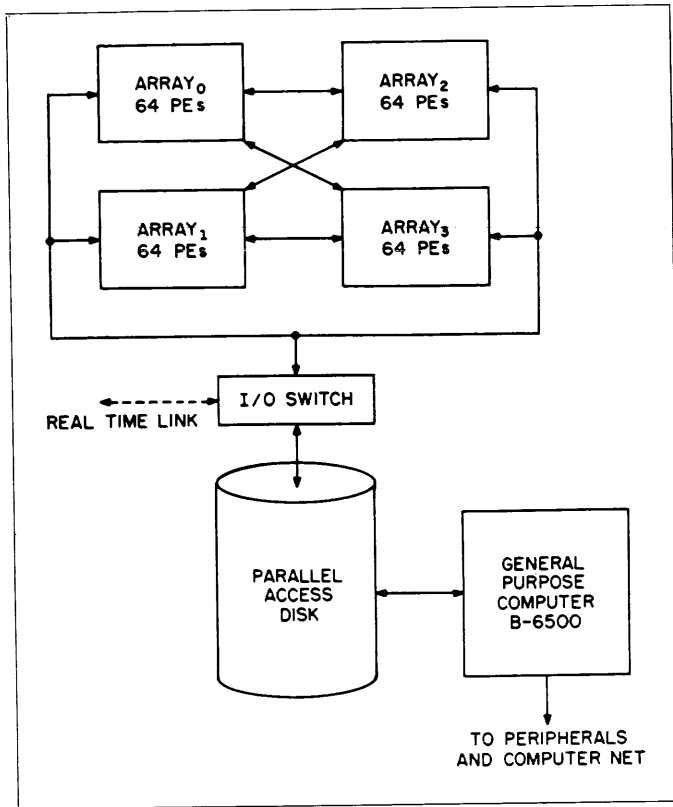 ARRAY₀
64 PEs
ARRAY₂
64 PEs
ARRAY₁
64 PEs
ARRAY₃
64 PEs
I/O SWITCH
REAL TIME LINK
PARALLEL
ACCESS
DISK
GENERAL
PURPOSE
COMPUTER
B-6500
TO PERIPHERALS
AND COMPUTER NET